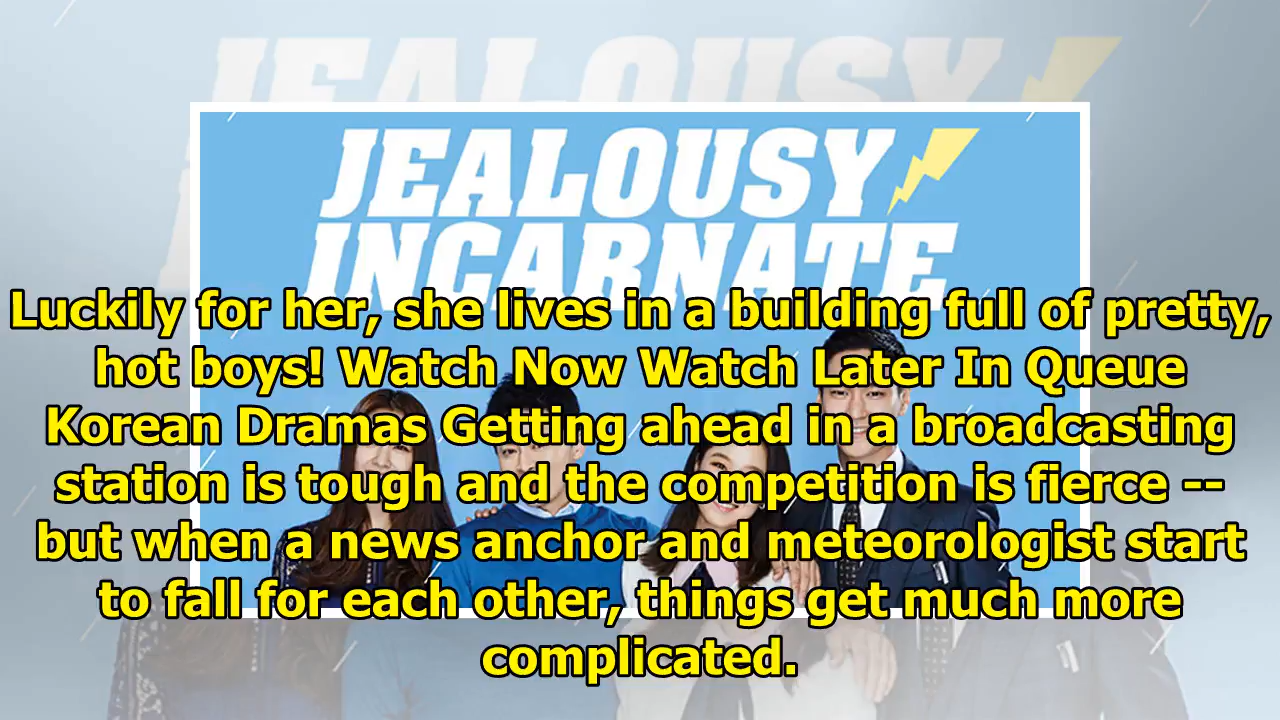 JEALOUSY
JEALOUSY
INCARNATE
Luckily for her, she lives in a building full of pretty,
hot boys! Watch Now Watch Later In Queue
Korean Dramas Getting ahead in a broadcasting
station is tough and the competition is fierce --
but when a news anchor and meteorologist start
to fall for each other, things get much more
complicated.